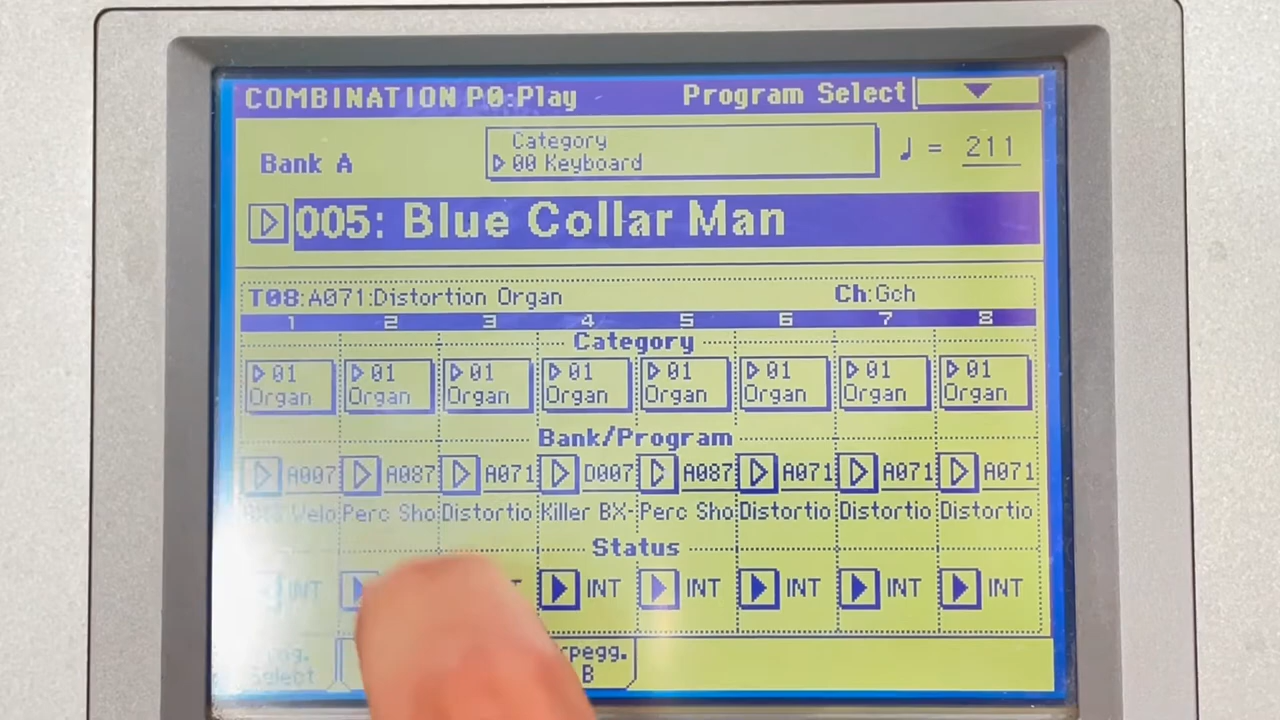 COMBINATION P0:Play Program Select
Category
Bank A 00 Keyboard ♩ = 211
005: Blue Collar Man
T08:A071:Distortion Organ Ch:Gch
1 2 3 4 5 6 7 8
Category
01 01 01 01 01 01 01 01
Organ Organ Organ Organ Organ Organ Organ Organ
Bank/Program
A007 A087 A071 D007 A087 A071 A071 A071
Velo Perc Sho Distortio Killer BX- Perc Sho Distortio Distortio Distortio
Status
INT INT INT INT INT INT
Select
B